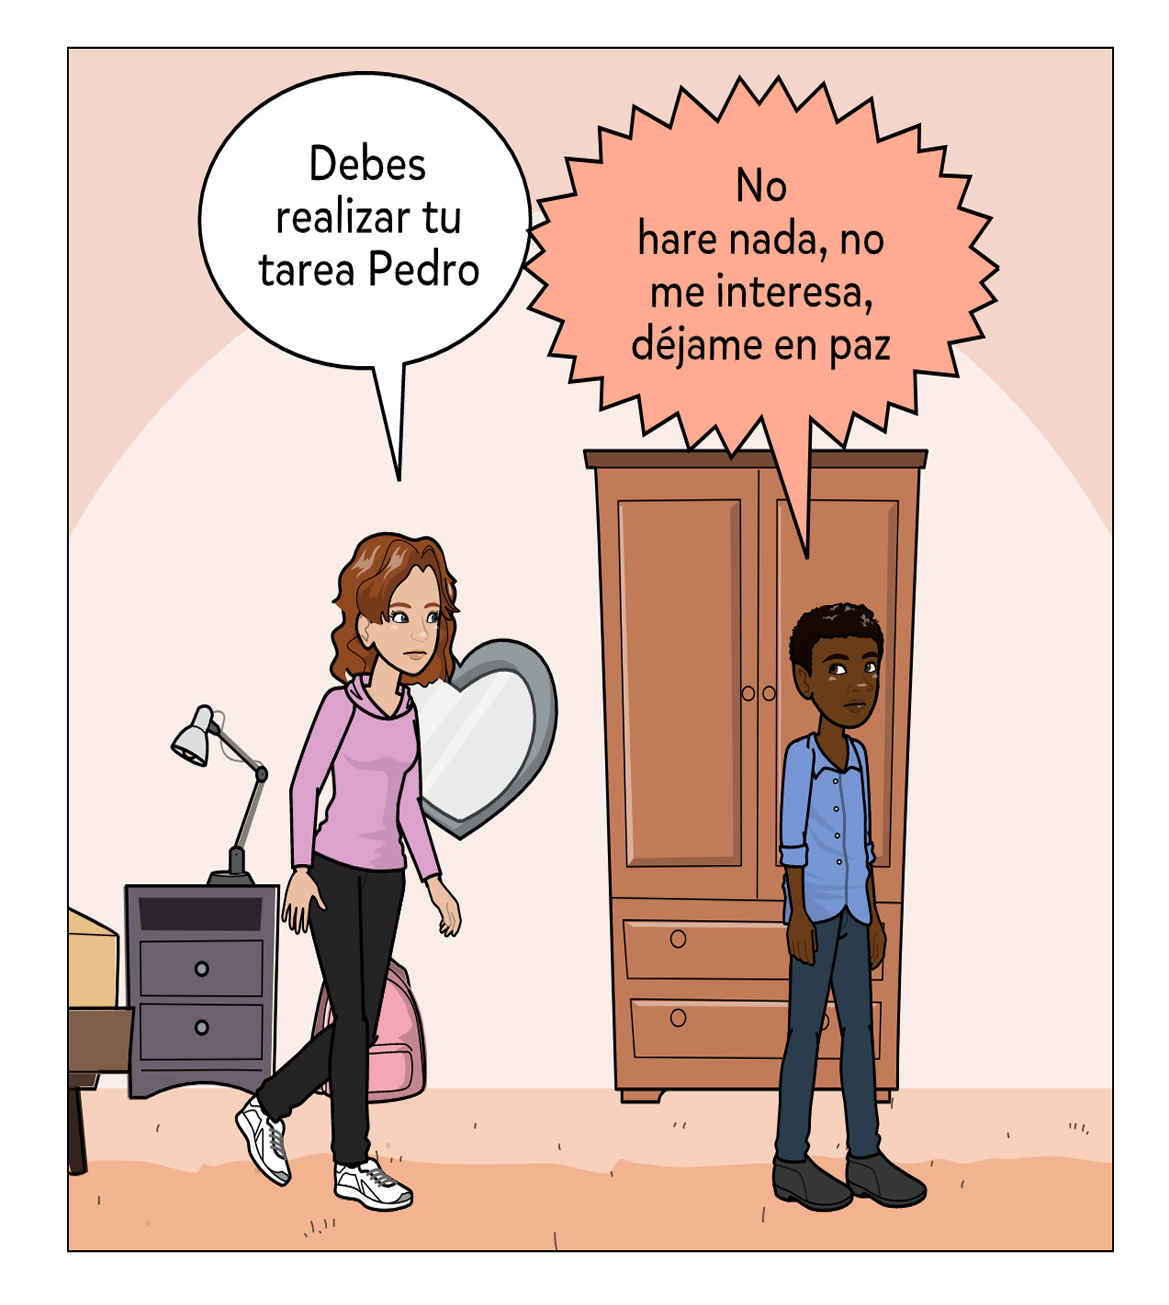 Debes
realizar tu
tarea Pedro
No
hare nada, no
me interesa,
déjame en paz